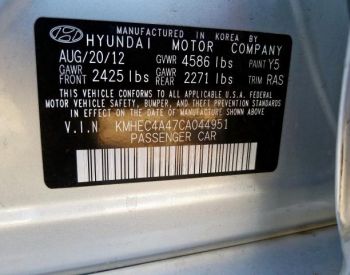 MANUFACTURED IN KOREA BY
HYUNDAI MOTOR COMPANY
AUG/20/12 GVWR 4586 lbs PAINT Y5
GAWR FRONT 2425 lbs GAWR REAR 2271 lbs TRIM RAS
THIS VEHICLE CONFORMS TO ALL APPLICABLE U.S.A. FEDERAL
MOTOR VEHICLE SAFETY, BUMPER, AND THEFT PREVENTION
STANDARDS IN EFFECT ON THE DATE OF
MANUFACTURE SHOWN ABOVE
V.I.N KMHEC4A47CA044951
PASSENGER CAR